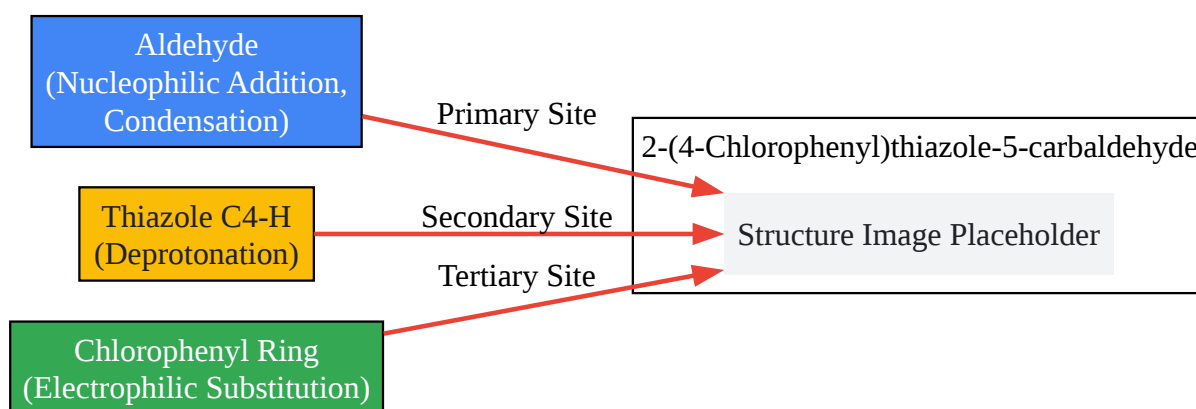 Aldehyde
(Nucleophilic Addition,
Condensation)
Primary Site
2-(4-Chlorophenyl)thiazole-5-carbaldehyde
Thiazole C4-H
(Deprotonation)
Secondary Site
Structure Image Placeholder
Tertiary Site
Chlorophenyl Ring
(Electrophilic Substitution)